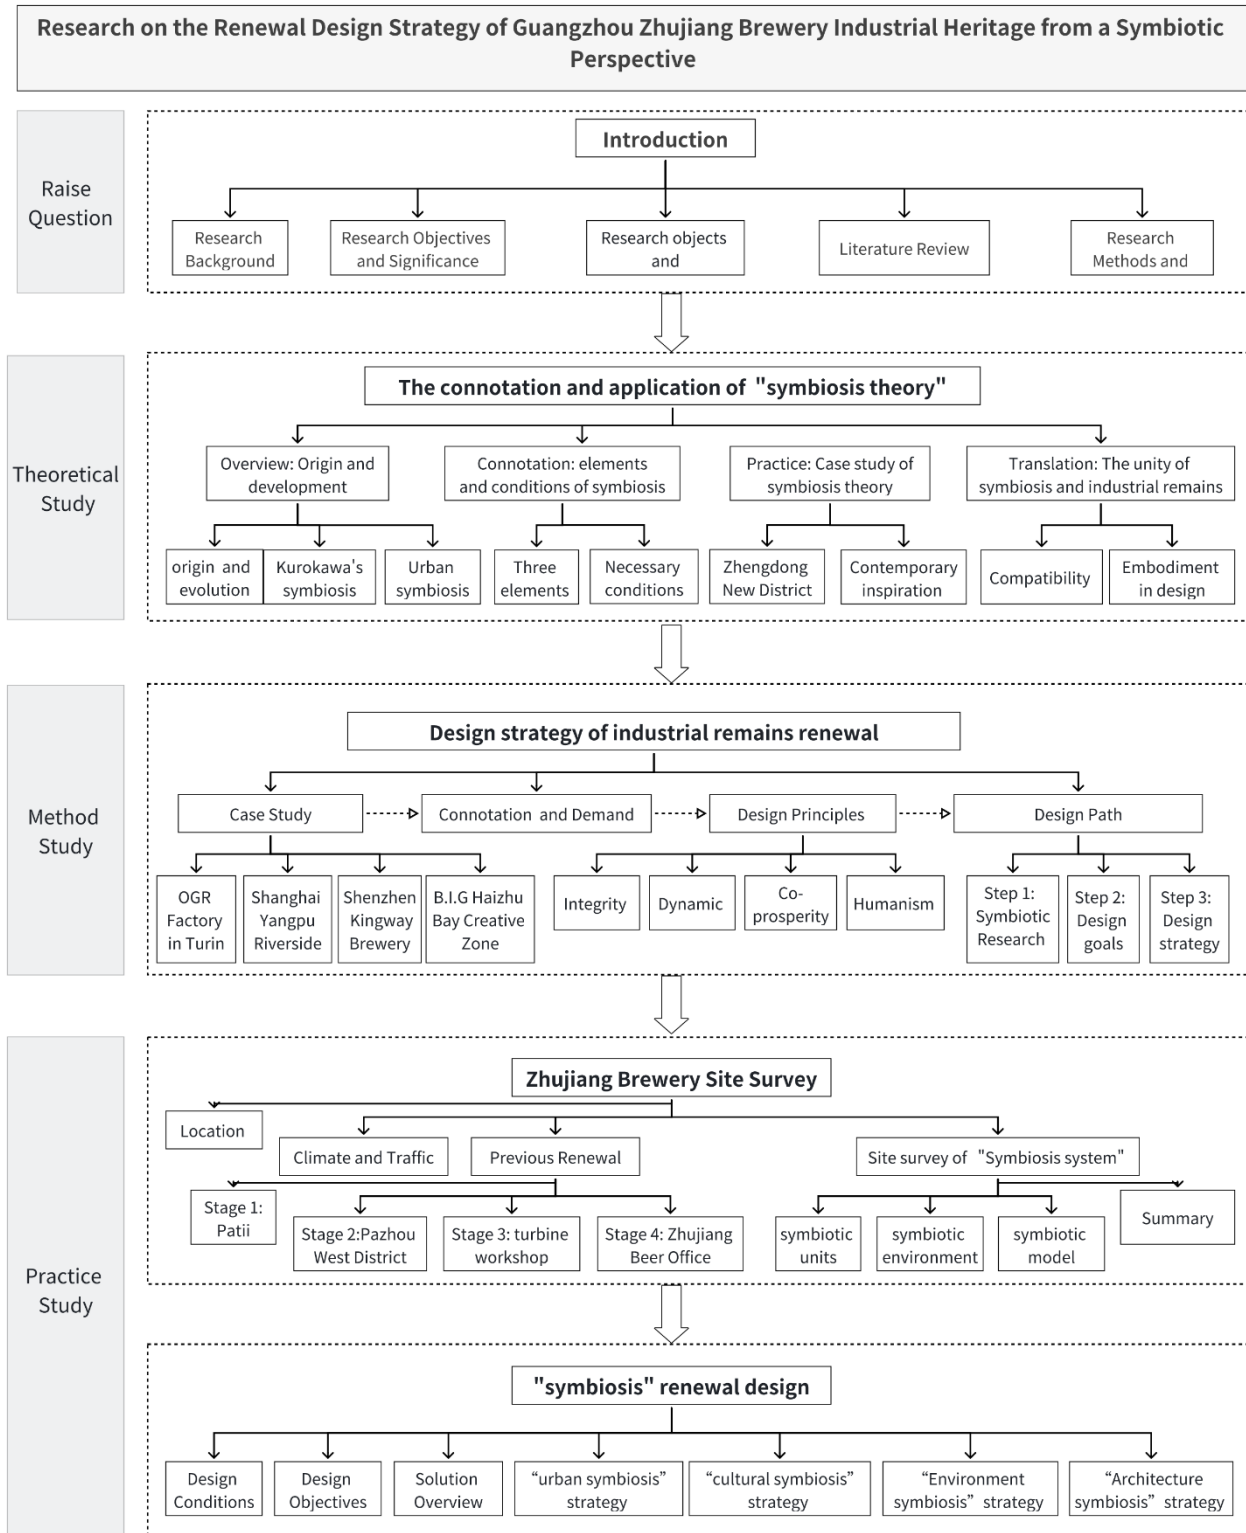 Research on the Renewal Design Strategy of Guangzhou Zhujiang Brewery Industrial Heritage from a Symbiotic
Perspective
Raise
Question
Introduction
Research
Background
Research Objectives
and Significance
Research objects
and
Literature Review
Research
Methods and
Theoretical
Study
The connotation and application of "symbiosis theory"
Overview: Origin and
development
Connotation: elements
and conditions of symbiosis
Practice: Case study of
symbiosis theory
Translation: The unity of
symbiosis and industrial remains
origin and
evolution
Kurokawa's
symbiosis
Urban
symbiosis
Three
elements
Necessary
conditions
Zhengdong
New District
Contemporary
inspiration
Compatibility
Embodiment
in design
Method
Study
Design strategy of industrial remains renewal
Case Study
Connotation and Demand
Design Principles
Design Path
OGR
Factory
in Turin
Shanghai
Yangpu
Riverside
Shenzhen
Kingway
Brewery
B.I.G Haizhu
Bay Creative
Zone
Integrity
Dynamic
Co-
prosperity
Humanism
Step 1:
Symbiotic
Research
Step 2:
Design
goals
Step 3:
Design
strategy
Practice
Study
Zhujiang Brewery Site Survey
Location
Climate and Traffic
Previous Renewal
Site survey of "Symbiosis system"
Stage 1:
Patii
Stage 2:Pazhou
West District
Stage 3: turbine
workshop
Stage 4: Zhujiang
Beer Office
symbiotic
units
symbiotic
environment
symbiotic
model
Summary
"symbiosis" renewal design
Design
Conditions
Design
Objectives
Solution
Overview
“urban symbiosis”
strategy
“cultural symbiosis”
strategy
“Environment
symbiosis” strategy
“Architecture
symbiosis” strategy